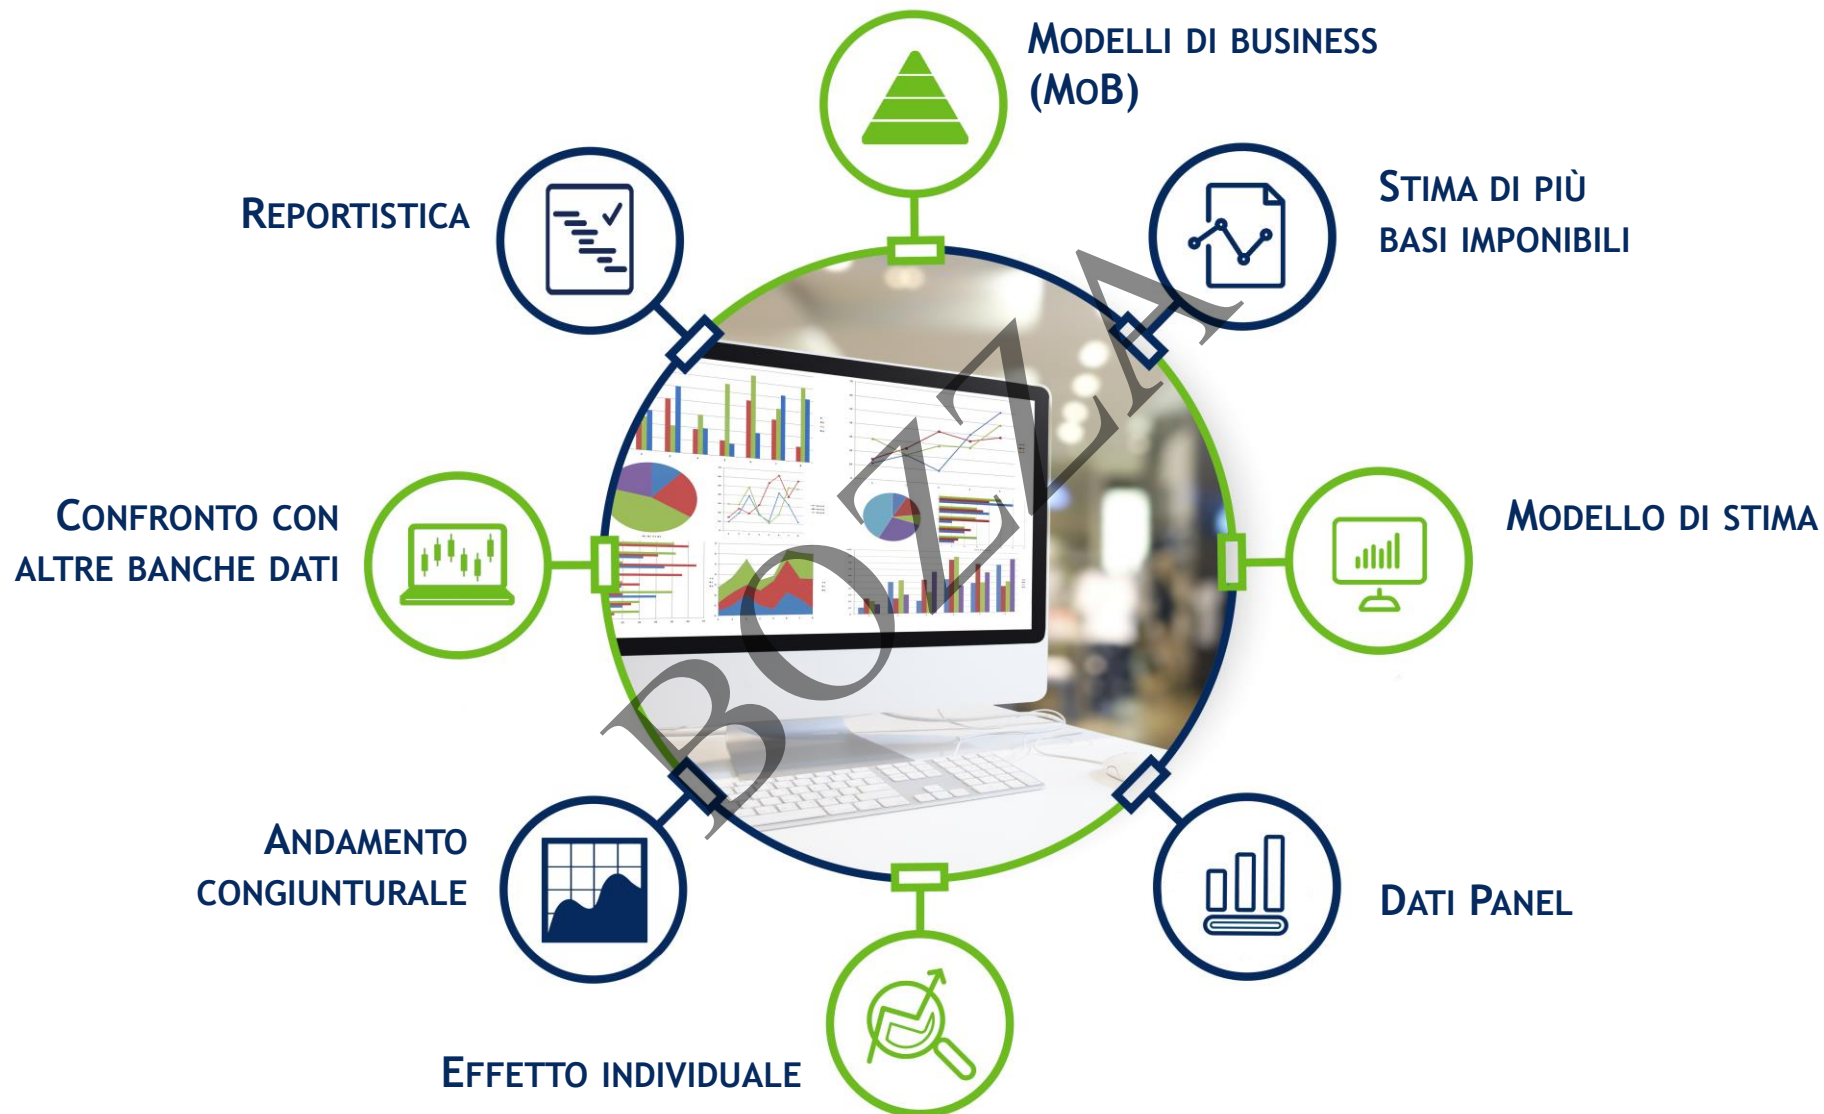 MODELLI DI BUSINESS
(MOB)
STIMA DI PIÙ
BASI IMPONIBILI
MODELLO DI STIMA
DATI PANEL
EFFETTO INDIVIDUALE
ANDAMENTO
CONGIUNTURALE
CONFRONTO CON
ALTRE BANCHE DATI
REPORTISTICA
BOZZA